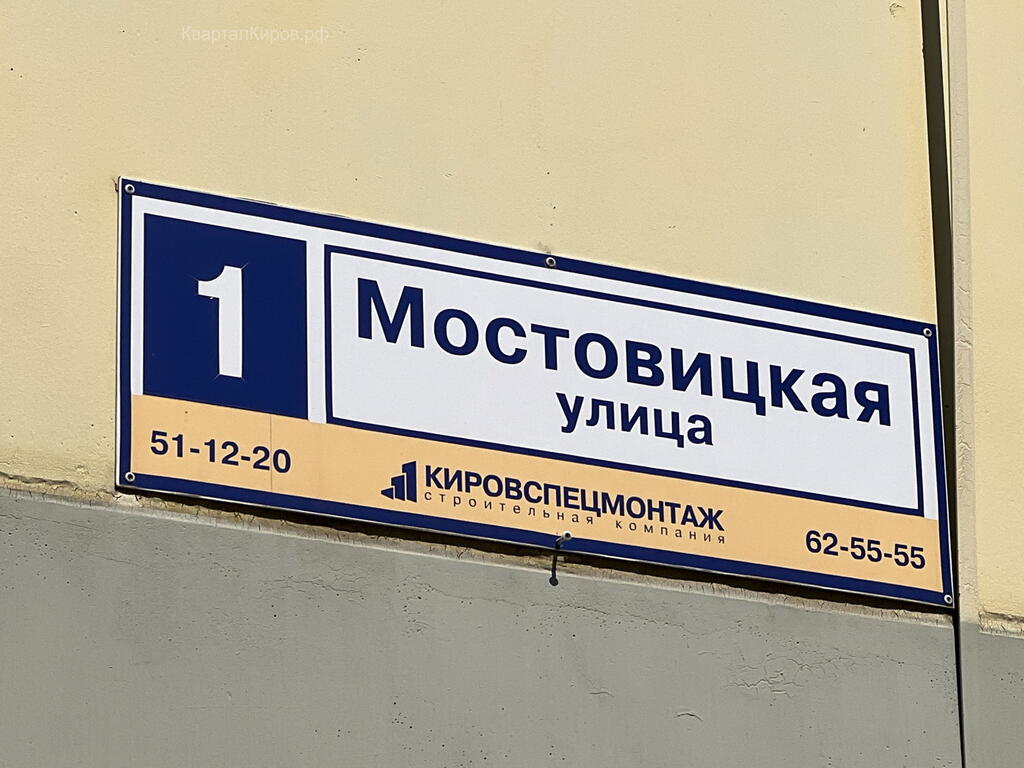 КварталКиров.рф
1
Мостовицкая
улица
51-12-20
КИРОВСПЕЦМОНТАЖ
строительная компания
62-55-55